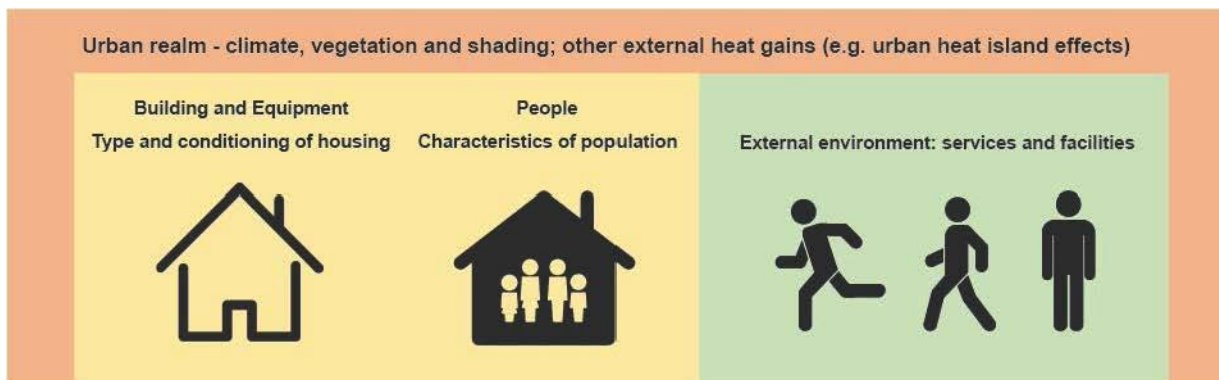 Urban realm - climate, vegetation and shading; other external heat gains (e.g. urban heat island effects)
Building and Equipment
Type and conditioning of housing
People
Characteristics of population
External environment: services and facilities